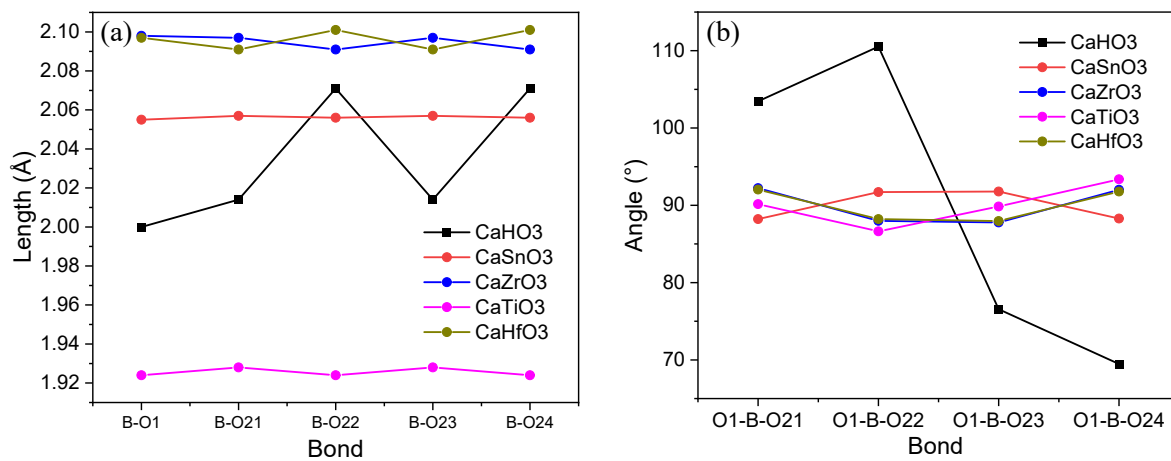 (a)
Length (Å)
2.10
2.08
2.06
2.04
2.02
2.00
1.98
1.96
1.94
1.92
CaHO3
CaSnO3
CaZrO3
CaTiO3
CaHfO3
B-O1 B-O21 B-O22 B-O23 B-O24
Bond
(b)
Angle (°)
110
100
90
80
70
CaHO3
CaSnO3
CaZrO3
CaTiO3
CaHfO3
O1-B-O21 O1-B-O22 O1-B-O23 O1-B-O24
Bond